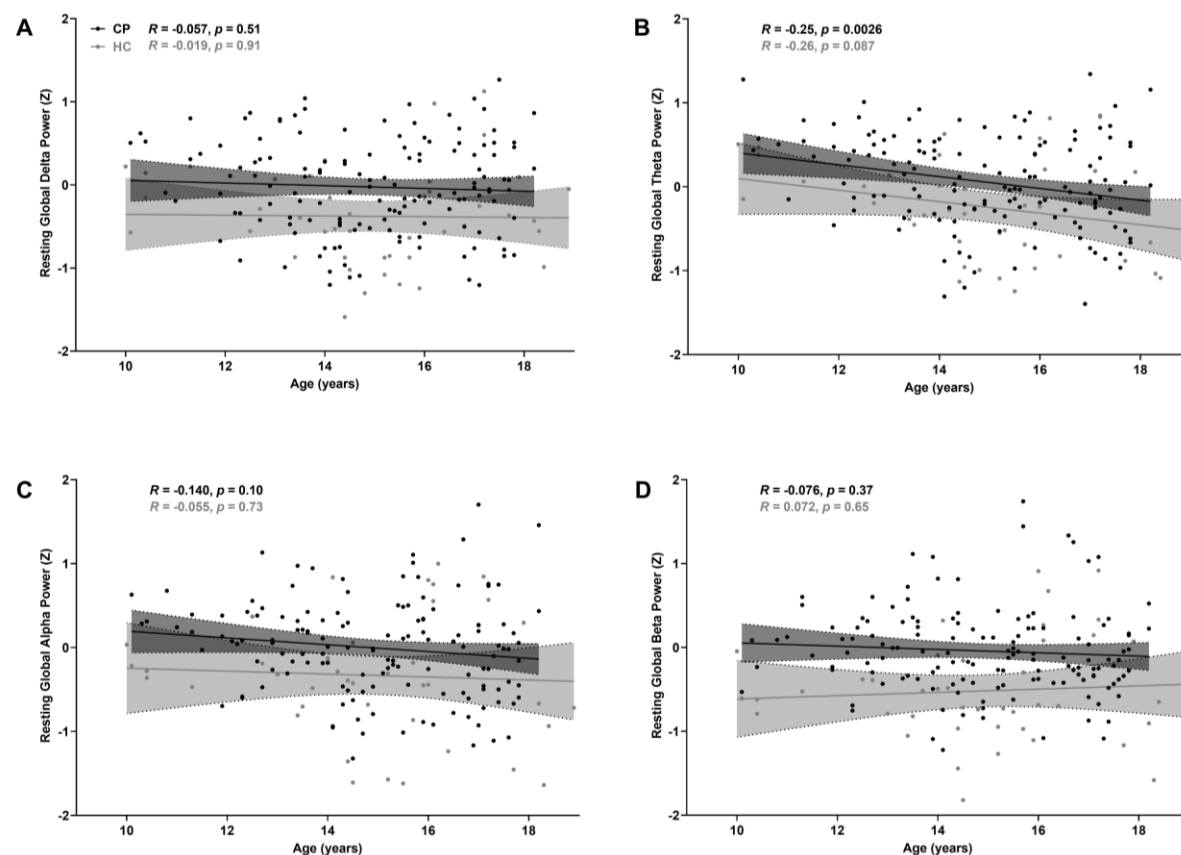 A
CP R = -0.057, p = 0.51
HC R = -0.019, p = 0.91
Resting Global Delta Power (Z)
2
1
0
-1
-2
10 12 14 16 18
Age (years)
B
R = -0.25, p = 0.0026
R = -0.26, p = 0.087
Resting Global Theta Power (Z)
2
1
0
-1
-2
10 12 14 16 18
Age (years)
C
R = -0.140, p = 0.10
R = -0.055, p = 0.73
Resting Global Alpha Power (Z)
2
1
0
-1
-2
10 12 14 16 18
Age (years)
D
R = -0.076, p = 0.37
R = 0.072, p = 0.65
Resting Global Beta Power (Z)
2
1
0
-1
-2
10 12 14 16 18
Age (years)